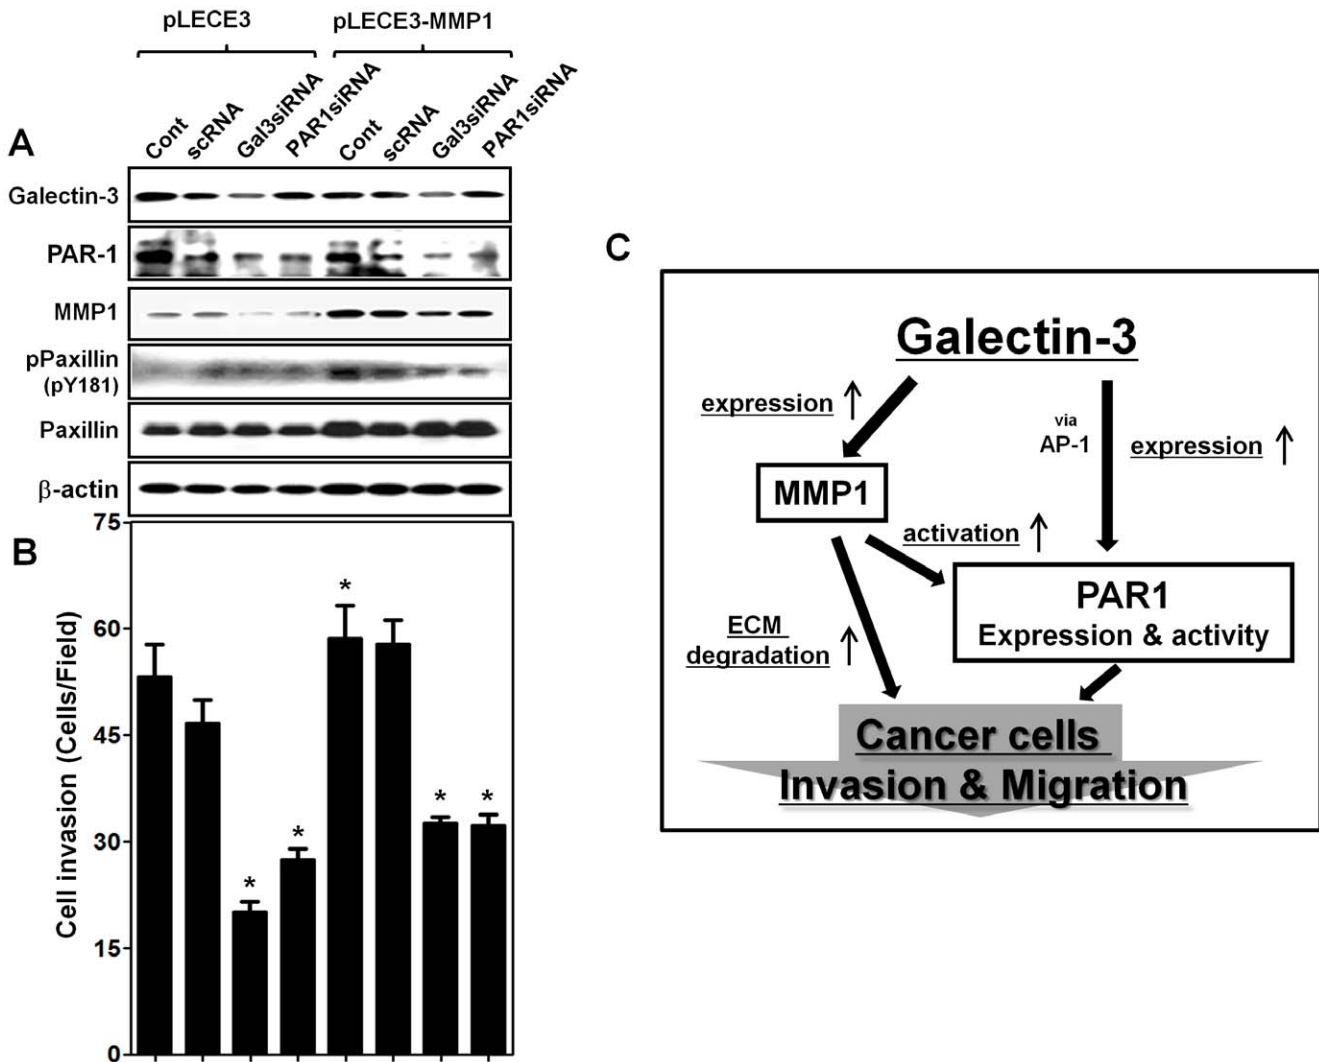 pLECE3
pLECE3-MMP1
Cont
scRNA
Gal3siRNA
PAR1siRNA
Cont
scRNA
Gal3siRNA
PAR1siRNA
A
Galectin-3
PAR-1
MMP1
pPaxillin
(pY181)
Paxillin
β-actin
B
Cell invasion (Cells/Field)
75
60
45
30
15
0
*
*
*
*
*
C
Galectin-3
expression ↑
via
AP-1
expression ↑
MMP1
activation ↑
PAR1
Expression & activity
ECM
degradation ↑
Cancer cells
Invasion & Migration